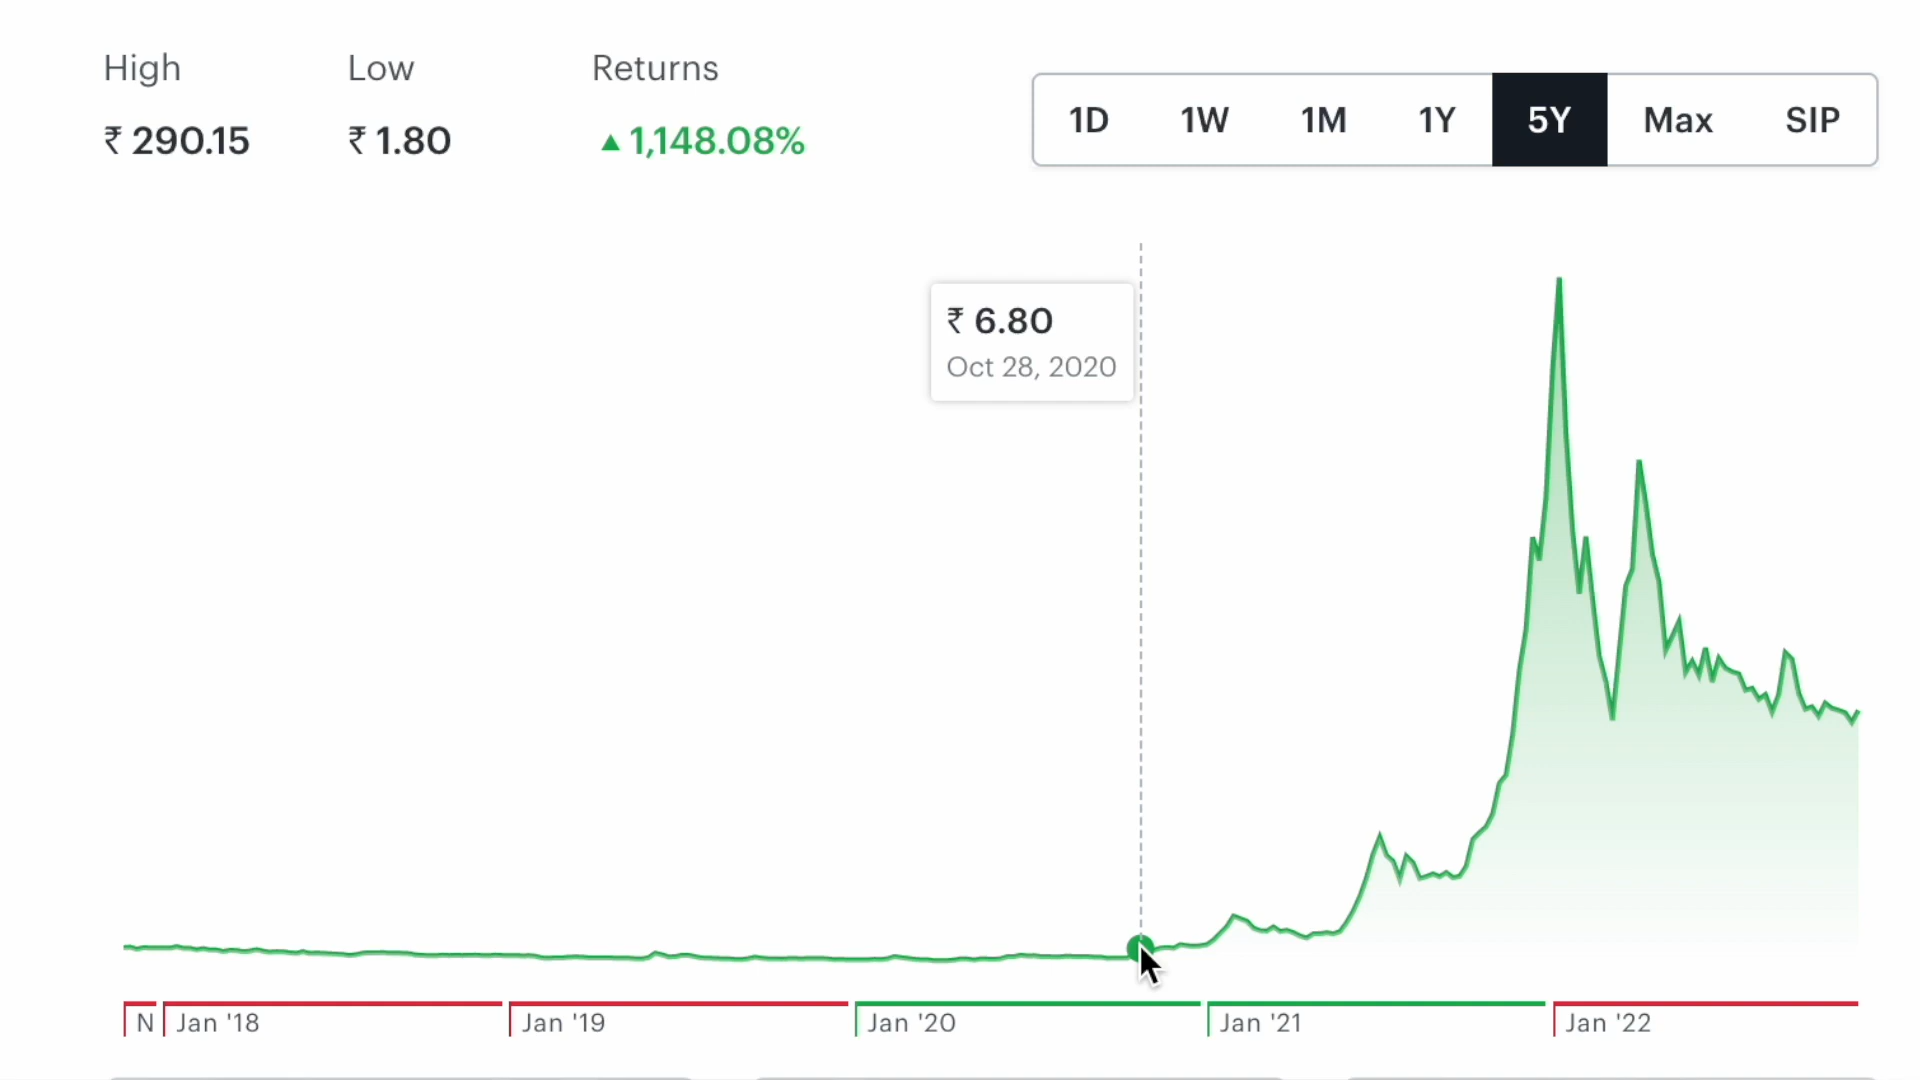 High Low Returns
₹ 290.15 ₹ 1.80 ▲ 1,148.08%
1D 1W 1M 1Y 5Y Max SIP
₹ 6.80
Oct 28, 2020
N Jan '18 Jan '19 Jan '20 Jan '21 Jan '22